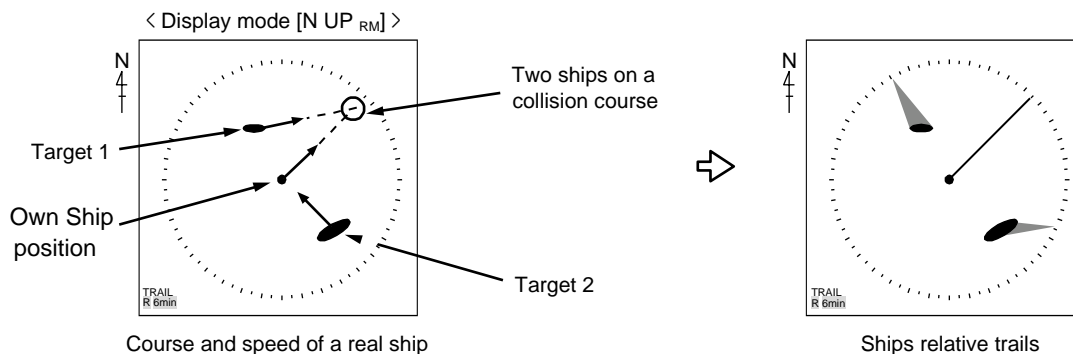 < Display mode [N UP RM] >
N
Two ships on a
collision course
Target 1
Own Ship
position
Target 2
TRAIL
R 6min
Course and speed of a real ship
N
TRAIL
R 6min
Ships relative trails